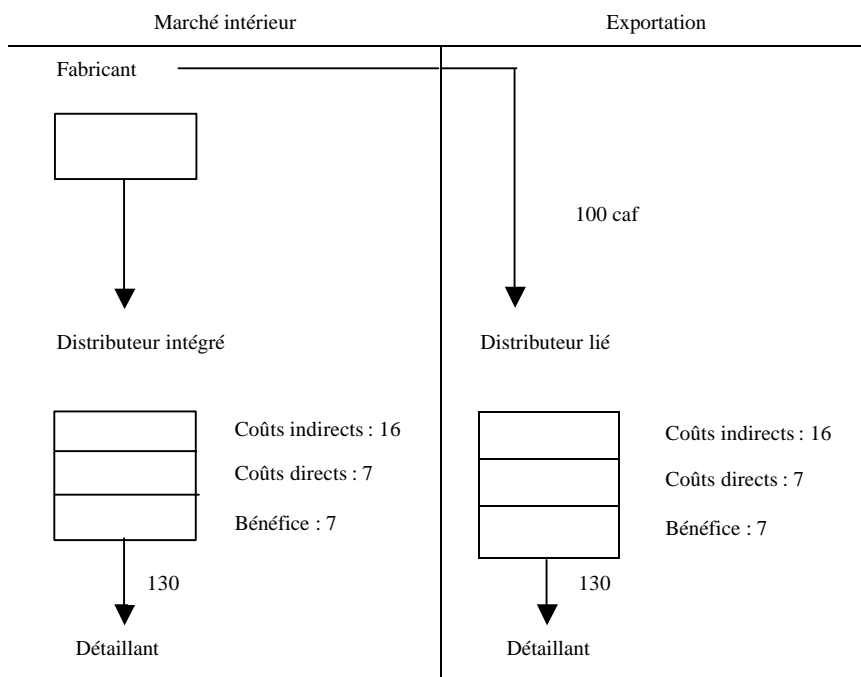 Marché intérieur
Exportation
Fabricant
100 caf
Distributeur intégré
Distributeur lié
Coûts indirects : 16
Coûts directs : 7
Bénéfice : 7
130
Détaillant
Coûts indirects : 16
Coûts directs : 7
Bénéfice : 7
130
Détaillant